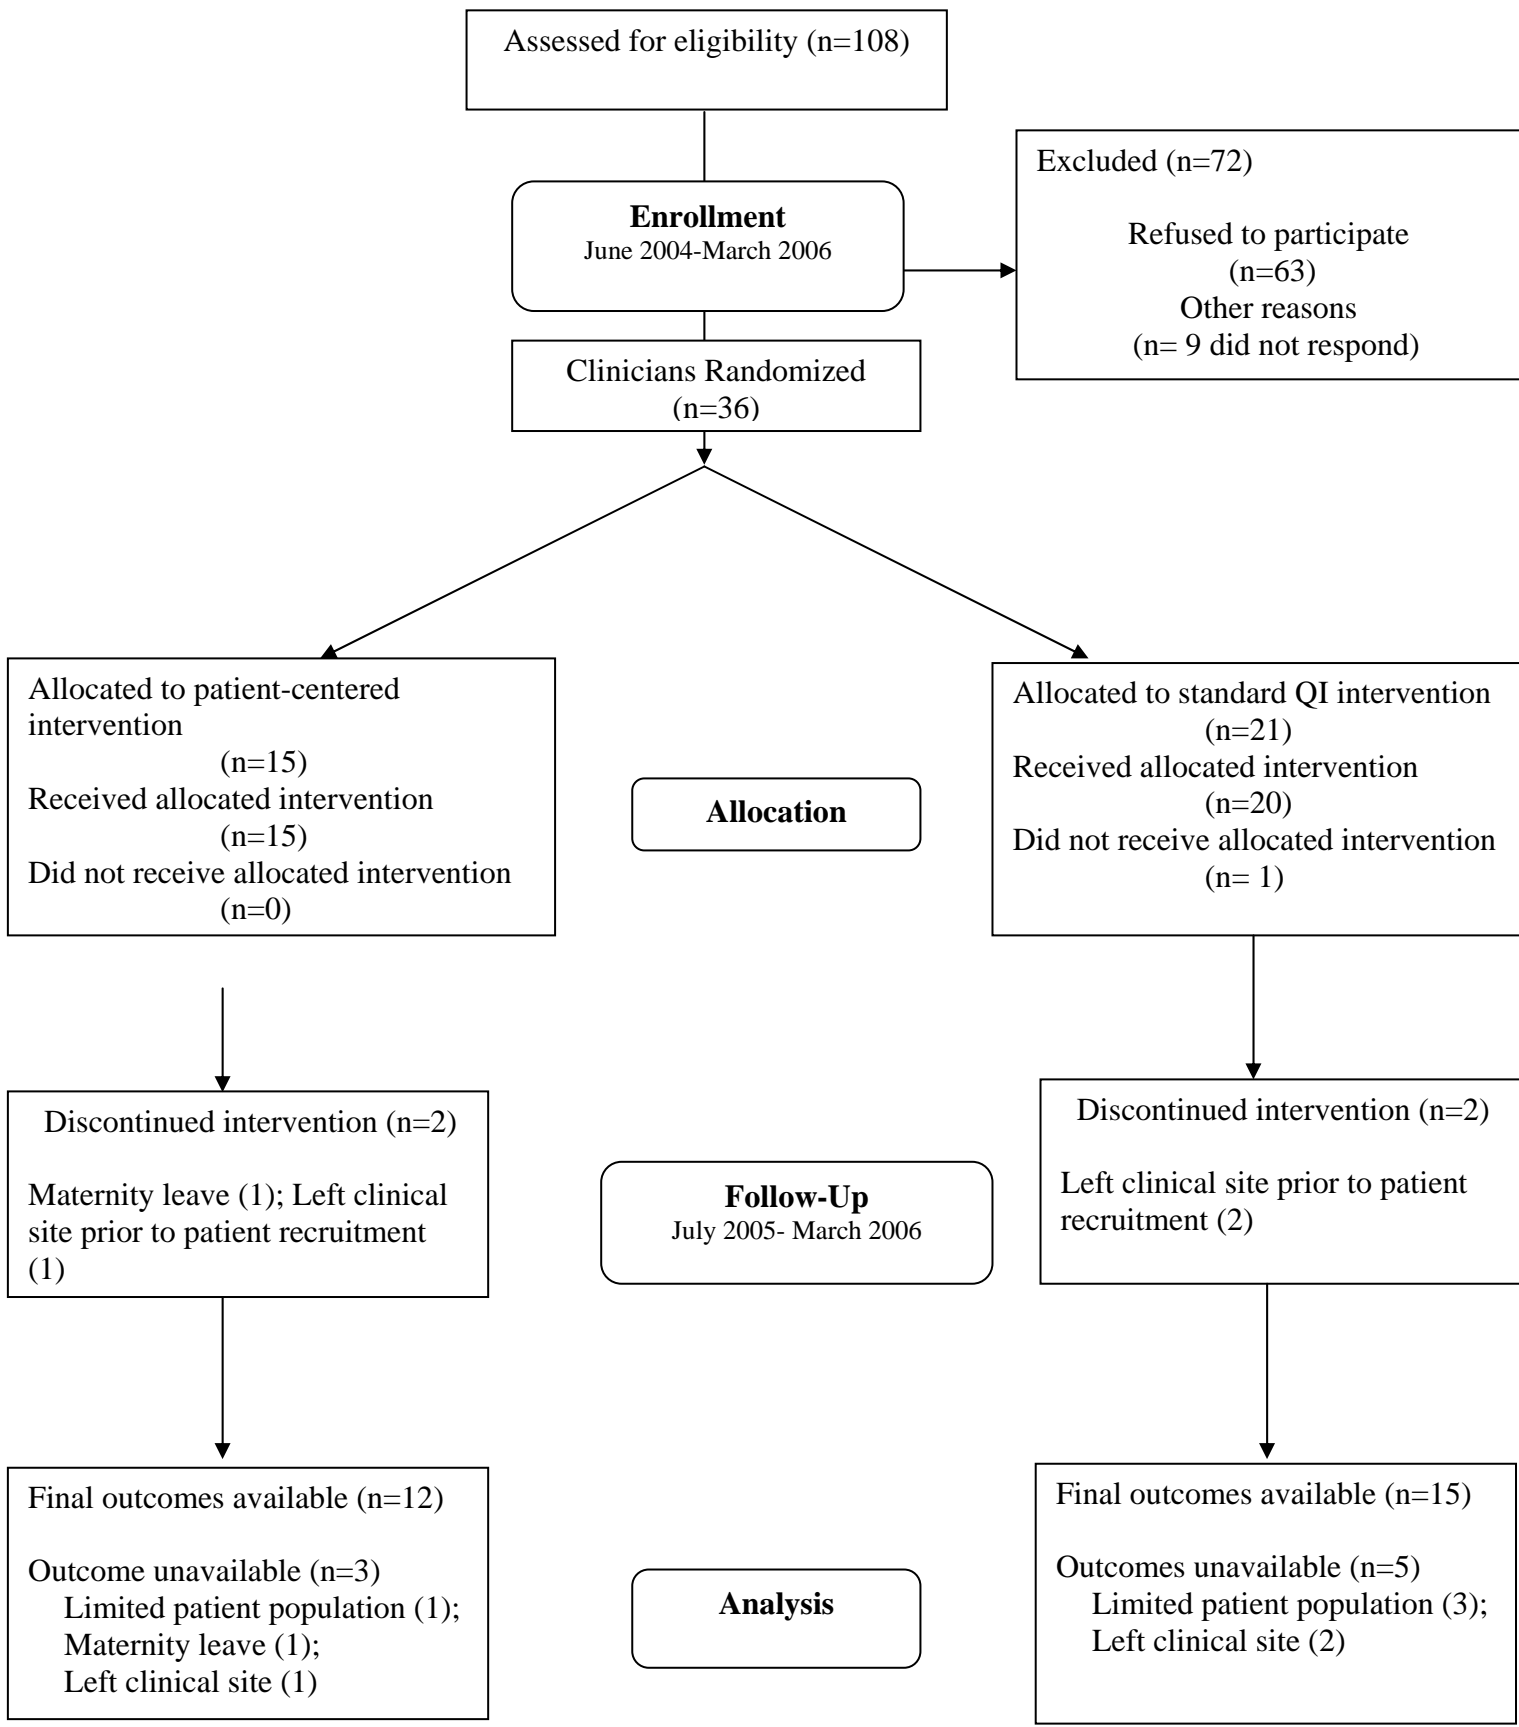 Assessed for eligibility (n=108)
Enrollment
June 2004-March 2006
Excluded (n=72)
Refused to participate
(n=63)
Other reasons
(n= 9 did not respond)
Clinicians Randomized
(n=36)
Allocated to patient-centered
intervention
(n=15)
Received allocated intervention
(n=15)
Did not receive allocated intervention
(n=0)
Allocation
Allocated to standard QI intervention
(n=21)
Received allocated intervention
(n=20)
Did not receive allocated intervention
(n= 1)
Discontinued intervention (n=2)
Maternity leave (1); Left clinical
site prior to patient recruitment
(1)
Follow-Up
July 2005- March 2006
Discontinued intervention (n=2)
Left clinical site prior to patient
recruitment (2)
Final outcomes available (n=12)
Outcome unavailable (n=3)
Limited patient population (1);
Maternity leave (1);
Left clinical site (1)
Analysis
Final outcomes available (n=15)
Outcomes unavailable (n=5)
Limited patient population (3);
Left clinical site (2)